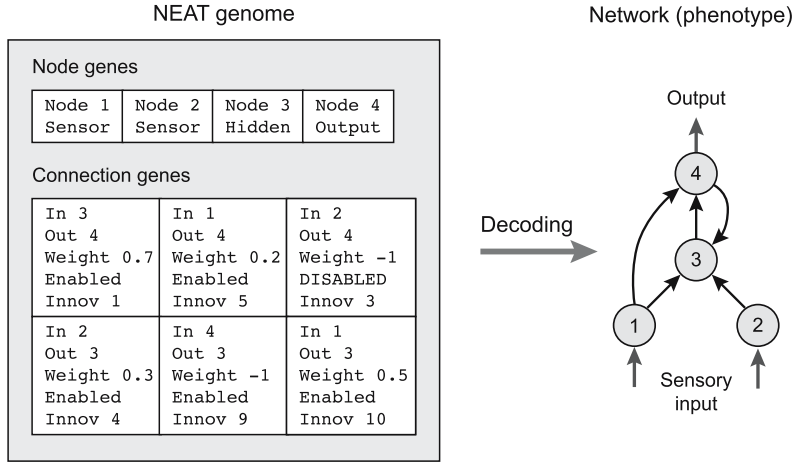 NEAT genome
Network (phenotype)
Node genes
Node 1
Sensor
Node 2
Sensor
Node 3
Hidden
Node 4
Output
Connection genes
In 3
Out 4
Weight 0.7
Enabled
Innov 1
In 1
Out 4
Weight 0.2
Enabled
Innov 5
In 2
Out 4
Weight -1
DISABLED
Innov 3
In 2
Out 3
Weight 0.3
Enabled
Innov 4
In 4
Out 3
Weight -1
Enabled
Innov 9
In 1
Out 3
Weight 0.5
Enabled
Innov 10
Decoding
Output
4
3
1
2
Sensory
input